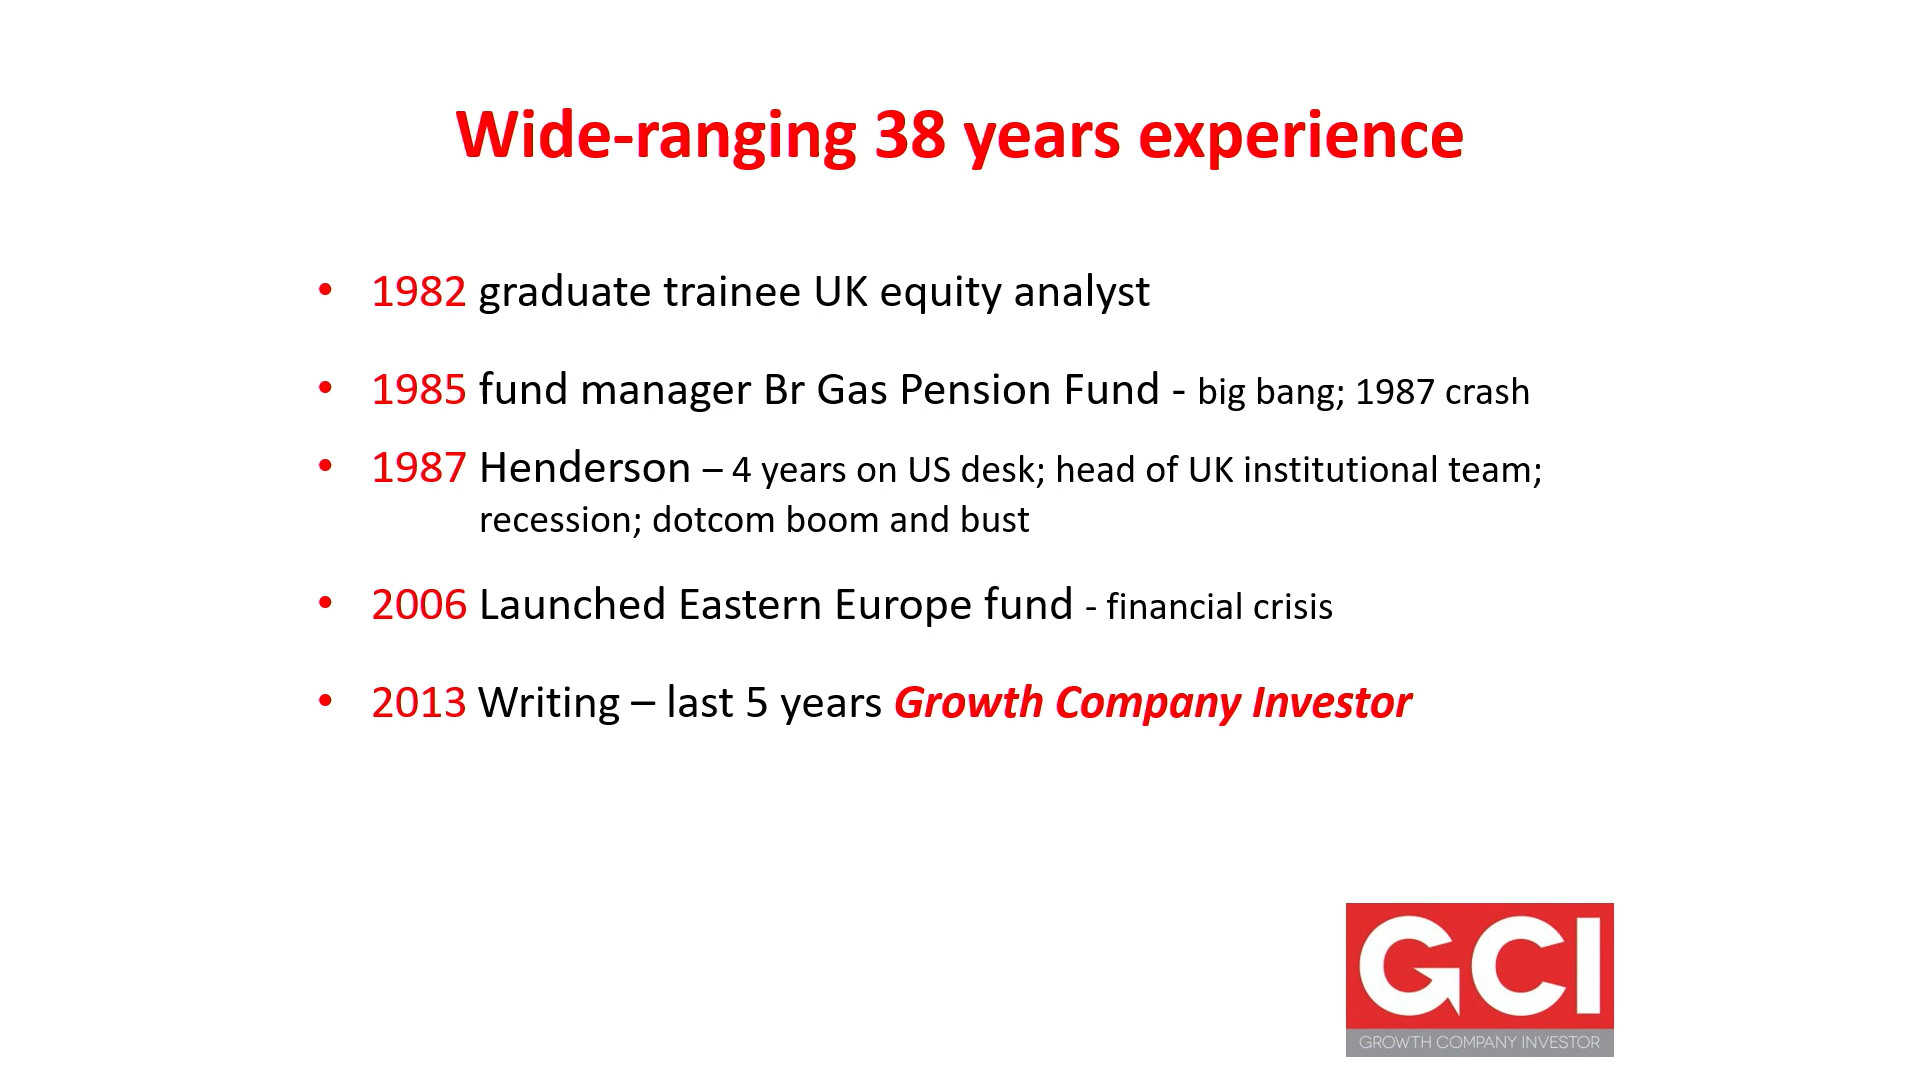 Wide-ranging 38 years experience
• 1982 graduate trainee UK equity analyst
• 1985 fund manager Br Gas Pension Fund - big bang; 1987 crash
• 1987 Henderson – 4 years on US desk; head of UK institutional team;
recession; dotcom boom and bust
• 2006 Launched Eastern Europe fund - financial crisis
• 2013 Writing – last 5 years Growth Company Investor
GCI
GROWTH COMPANY INVESTOR